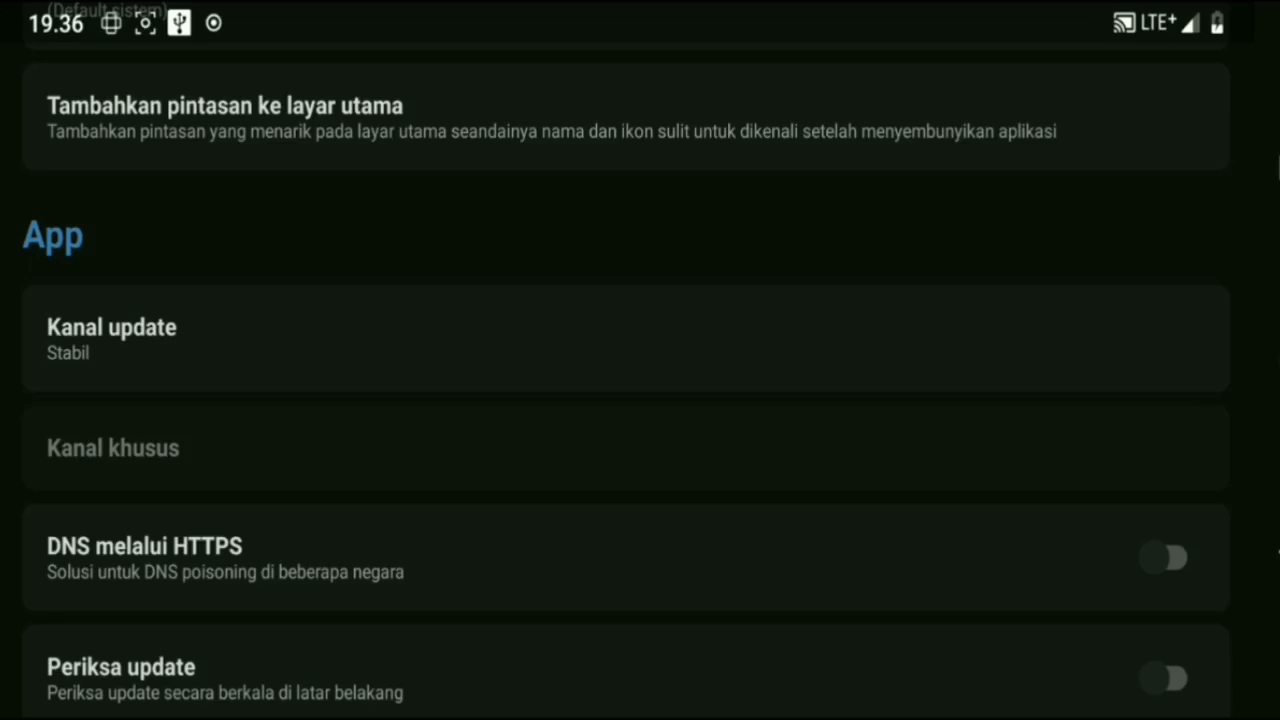 (Default sistem)
19.36
LTE+
Tambahkan pintasan ke layar utama
Tambahkan pintasan yang menarik pada layar utama seandainya nama dan ikon sulit untuk dikenali setelah menyembunyikan aplikasi
App
Kanal update
Stabil
Kanal khusus
DNS melalui HTTPS
Solusi untuk DNS poisoning di beberapa negara
Periksa update
Periksa update secara berkala di latar belakang